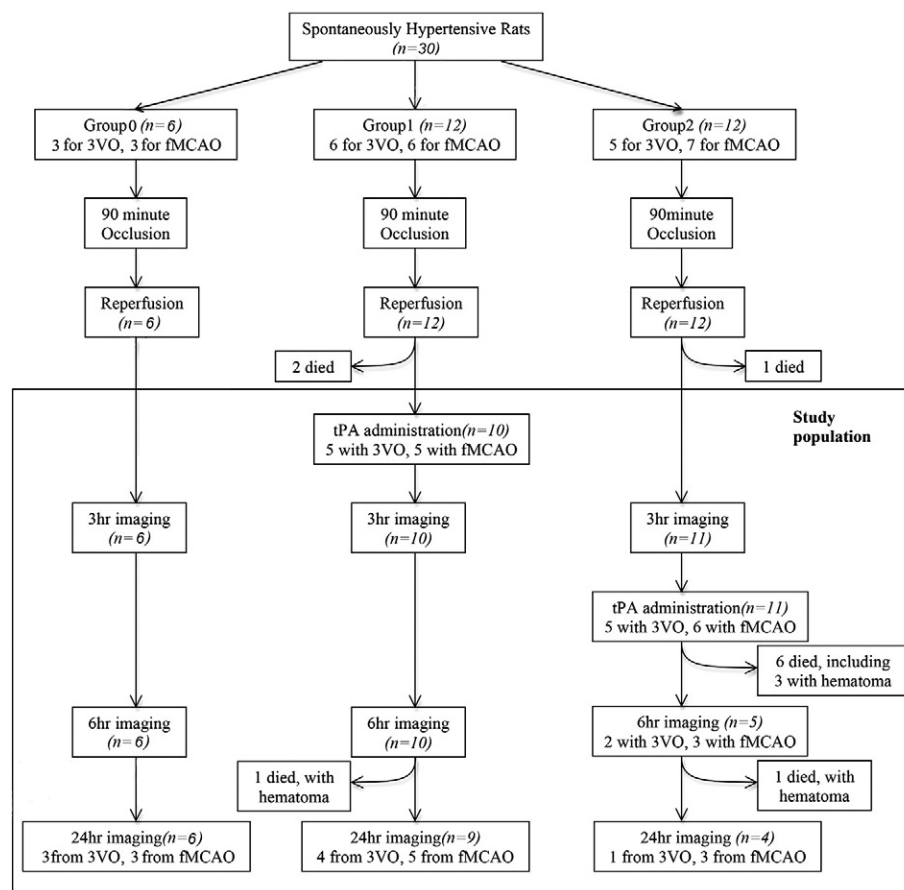 Spontaneously Hypertensive Rats
(n=30)
Group0 (n=6)
3 for 3VO, 3 for fMCAO
Group1 (n=12)
6 for 3VO, 6 for fMCAO
Group2 (n=12)
5 for 3VO, 7 for fMCAO
90 minute
Occlusion
90 minute
Occlusion
90minute
Occlusion
Reperfusion
(n=6)
Reperfusion
(n=12)
Reperfusion
(n=12)
2 died
1 died
Study
population
tPA administration(n=10)
5 with 3VO, 5 with fMCAO
3hr imaging
(n=6)
3hr imaging
(n=10)
3hr imaging
(n=11)
tPA administration(n=11)
5 with 3VO, 6 with fMCAO
6 died, including
3 with hematoma
6hr imaging
(n=6)
6hr imaging
(n=10)
6hr imaging (n=5)
2 with 3VO, 3 with fMCAO
1 died, with
hematoma
1 died, with
hematoma
24hr imaging(n=6)
3from 3VO, 3 from fMCAO
24hr imaging(n=9)
4 from 3VO, 5 from fMCAO
24hr imaging (n=4)
1 from 3VO, 3 from fMCAO